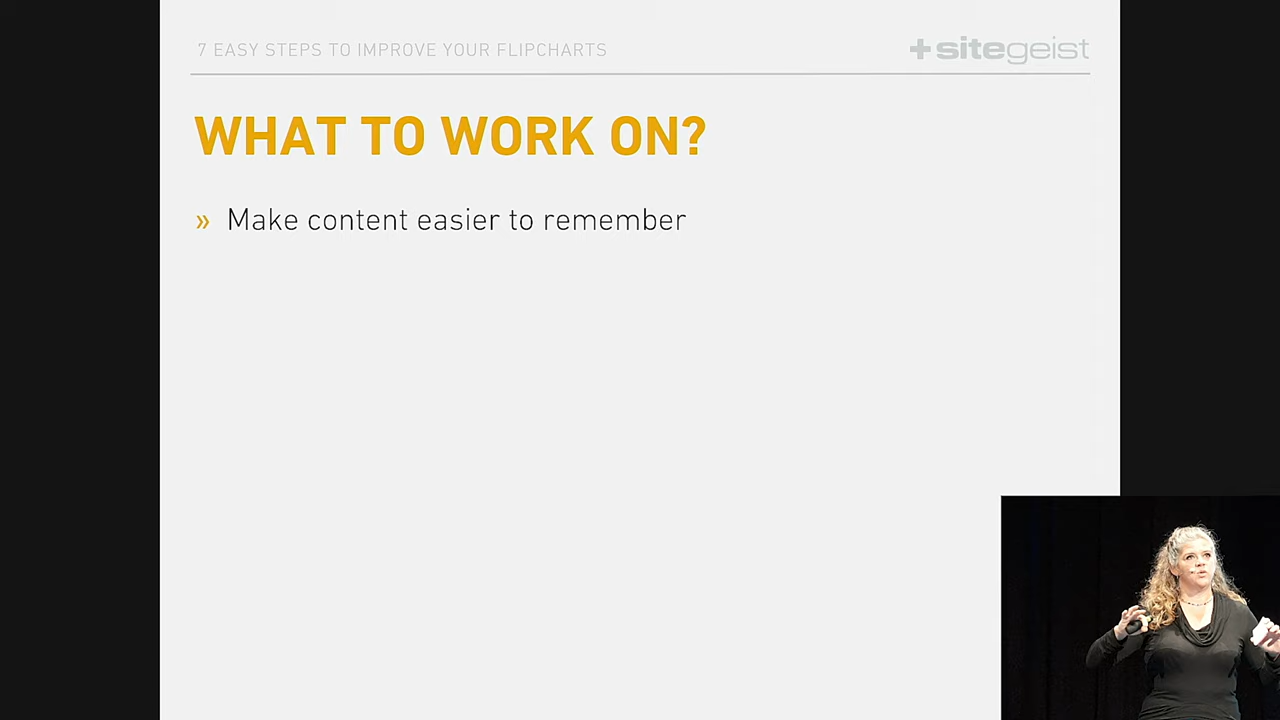 7 EASY STEPS TO IMPROVE YOUR FLIPCHARTS
+sitegeist
WHAT TO WORK ON?
» Make content easier to remember